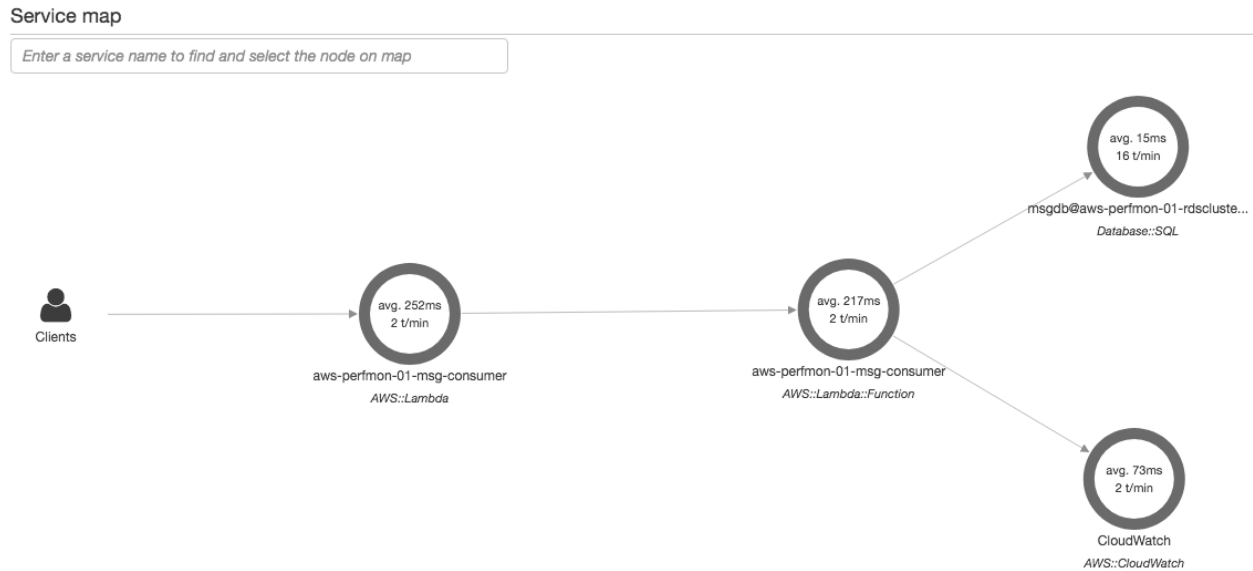 Service map
Enter a service name to find and select the node on map
avg. 15ms
16 t/min
msgdb@aws-perfmon-01-rdscluste...
Database::SQL
Clients
avg. 252ms
2 t/min
aws-perfmon-01-msg-consumer
AWS::Lambda
avg. 217ms
2 t/min
aws-perfmon-01-msg-consumer
AWS::Lambda::Function
avg. 73ms
2 t/min
CloudWatch
AWS::CloudWatch